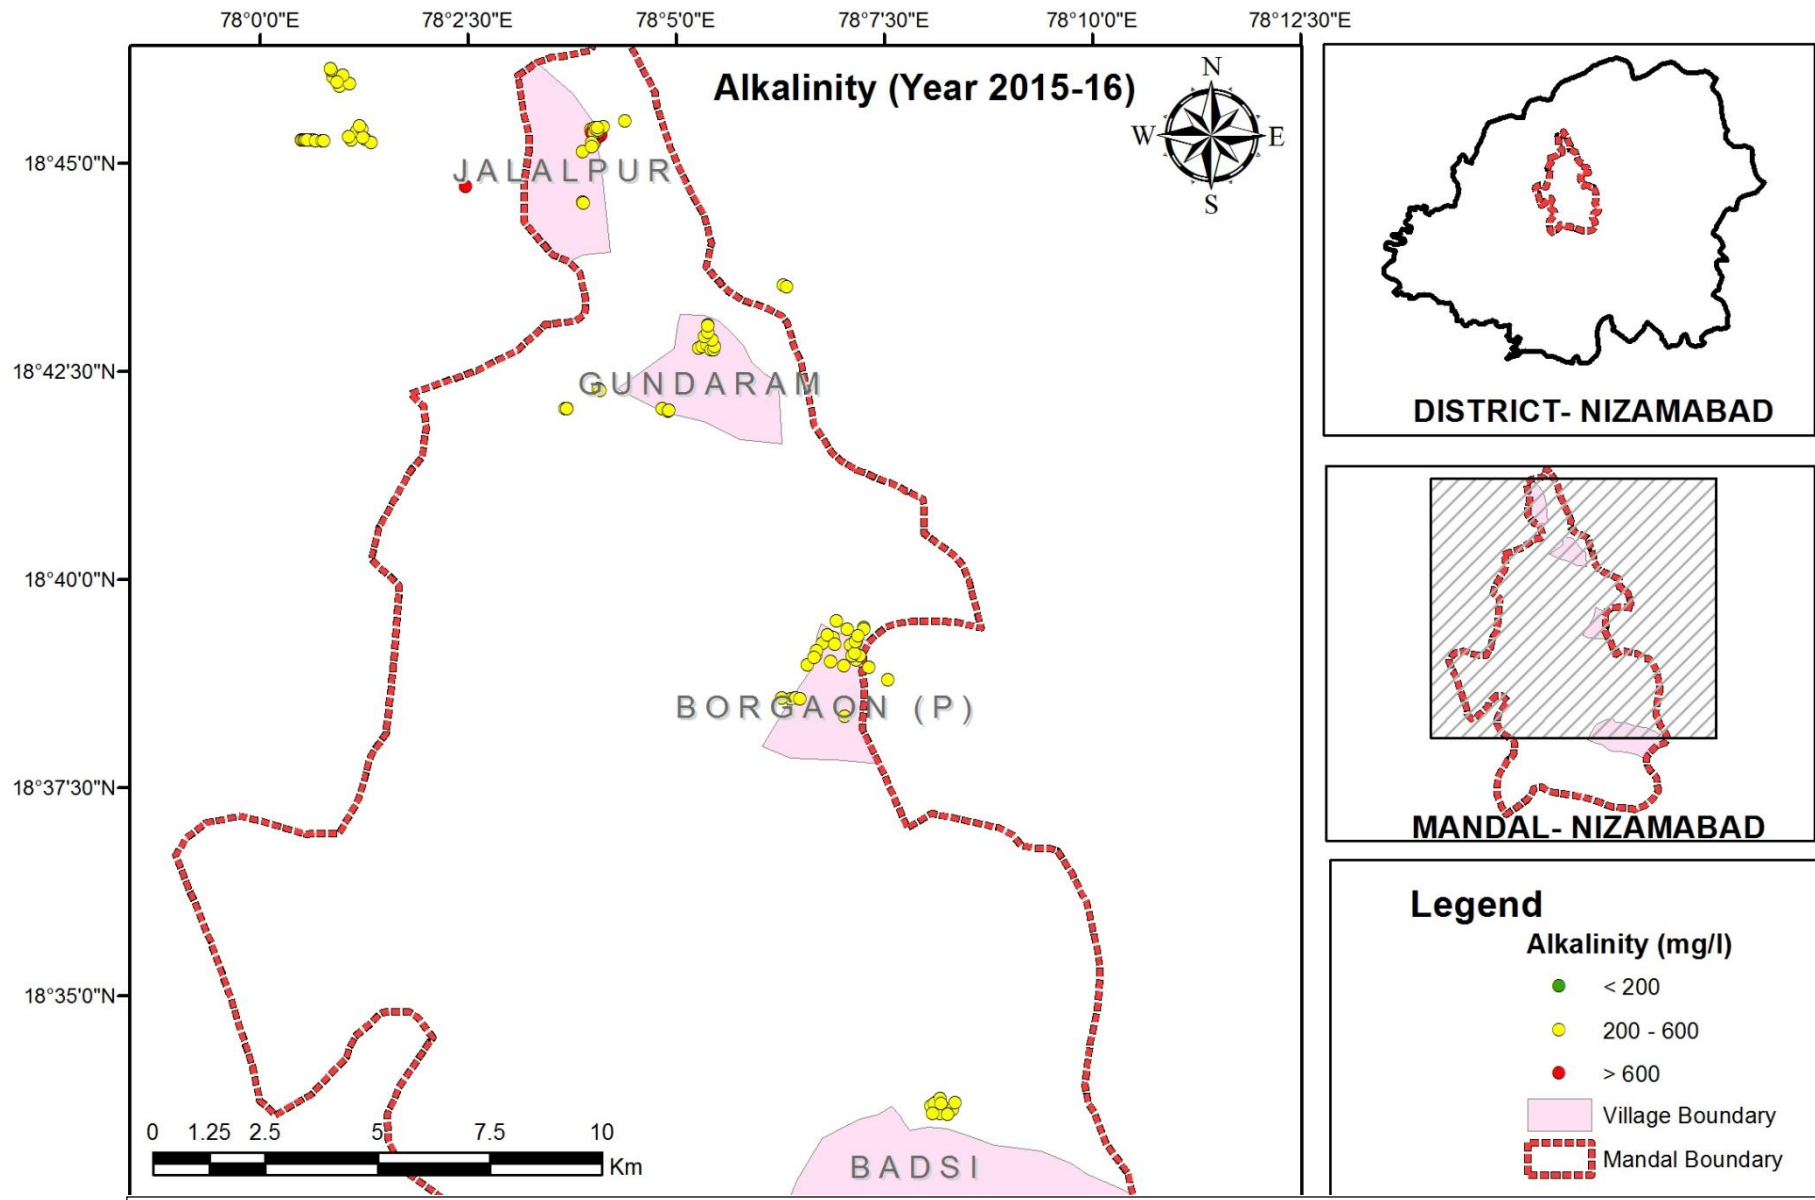 78°0'0"E 78°2'30"E 78°5'0"E 78°7'30"E 78°10'0"E 78°12'30"E
Alkalinity (Year 2015-16)
N
W E
S
18°45'0"N
18°42'30"N
18°40'0"N
18°37'30"N
18°35'0"N
JALALPUR
GUNDARAM
BORGAON (P)
BADSI
0 1.25 2.5 5 7.5 10
Km
DISTRICT- NIZAMABAD
MANDAL- NIZAMABAD
Legend
Alkalinity (mg/l)
< 200
200 - 600
> 600
Village Boundary
Mandal Boundary